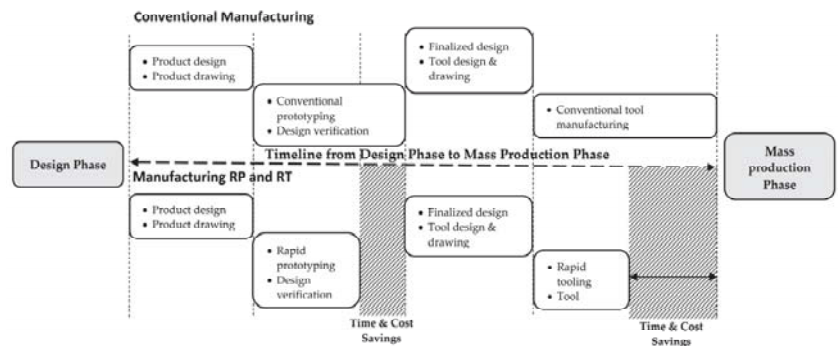 Conventional Manufacturing
• Product design
• Product drawing
• Conventional
prototyping
• Design verification
• Finalized design
• Tool design &
drawing
• Conventional tool
manufacturing
Design Phase
Timeline from Design Phase to Mass Production Phase
Mass
production
Phase
Manufacturing RP and RT
• Product design
• Product drawing
• Rapid
prototyping
• Design
verification
• Finalized design
• Tool design &
drawing
• Rapid
tooling
• Tool
Time & Cost
Savings
Time & Cost
Savings